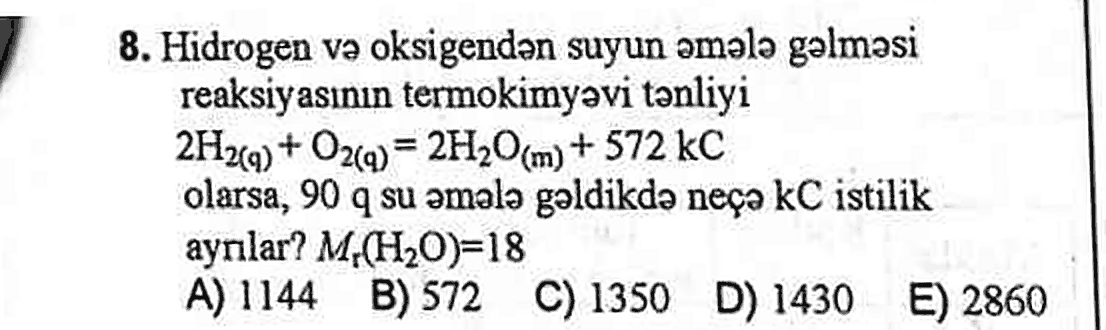 8. Hidrogen və oksigendən suyun əmələ gəlməsi
reaksiyasının termokimyəvi tənliyi
2H₂(q) + O₂(q) = 2H₂O(m) + 572 kC
olarsa, 90 q su əmələ gəldikdə neçə kC istilik
ayrılar? Mᵣ(H₂O)=18
A) 1144 B) 572 C) 1350 D) 1430 E) 2860